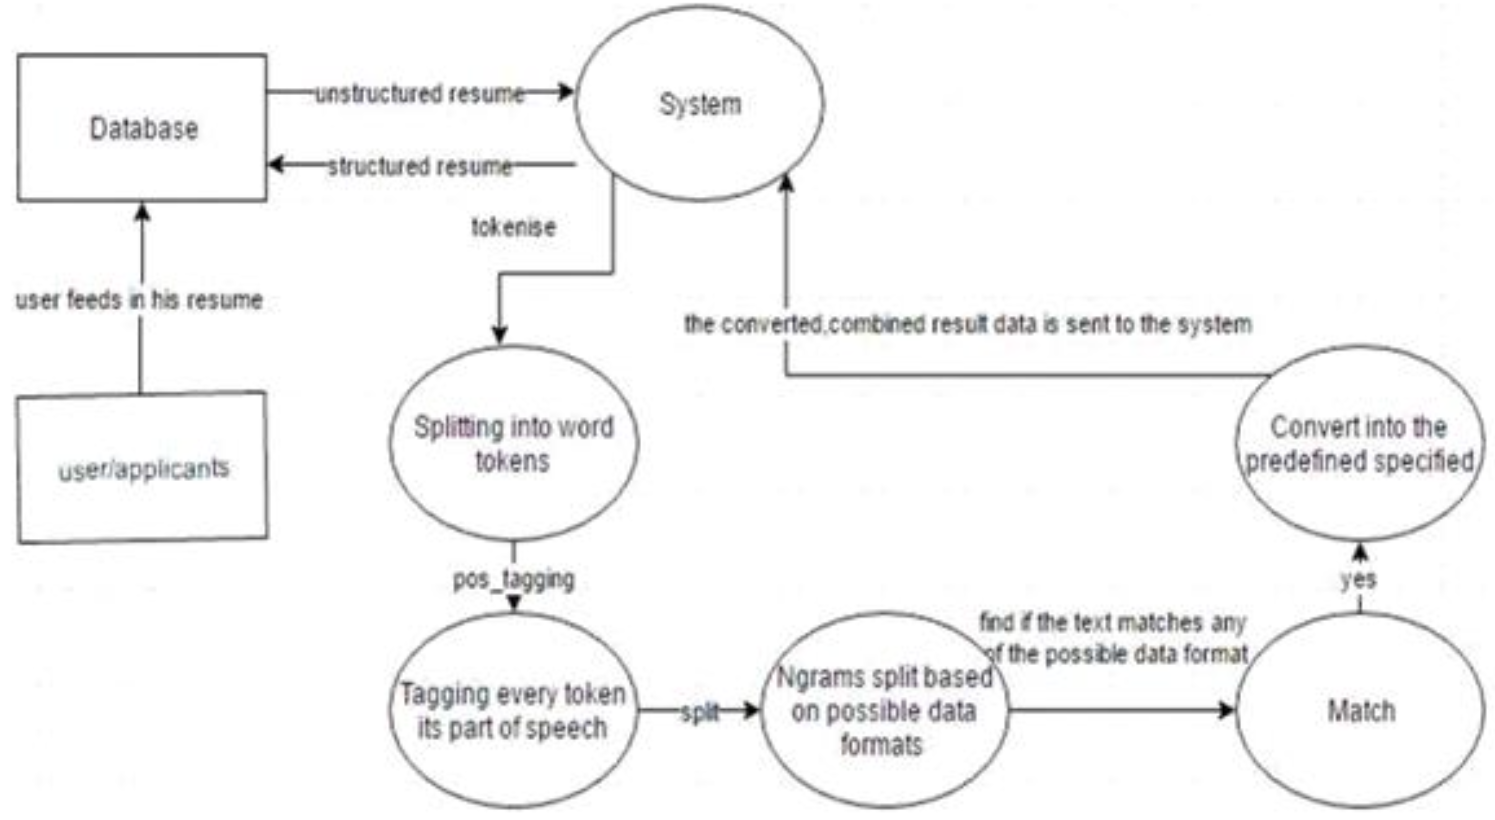 System
unstructured resume
Database
structured resume
tokenise
user feeds in his resume
the converted,combined result data is sent to the system
Splitting into word
tokens
Convert into the
predefined specified
user/applicants
pos_tagging
yes
find if the text matches any
of the possible data format
Tagging every token
its part of speech
split
Ngrams split based
on possible data
formats
Match